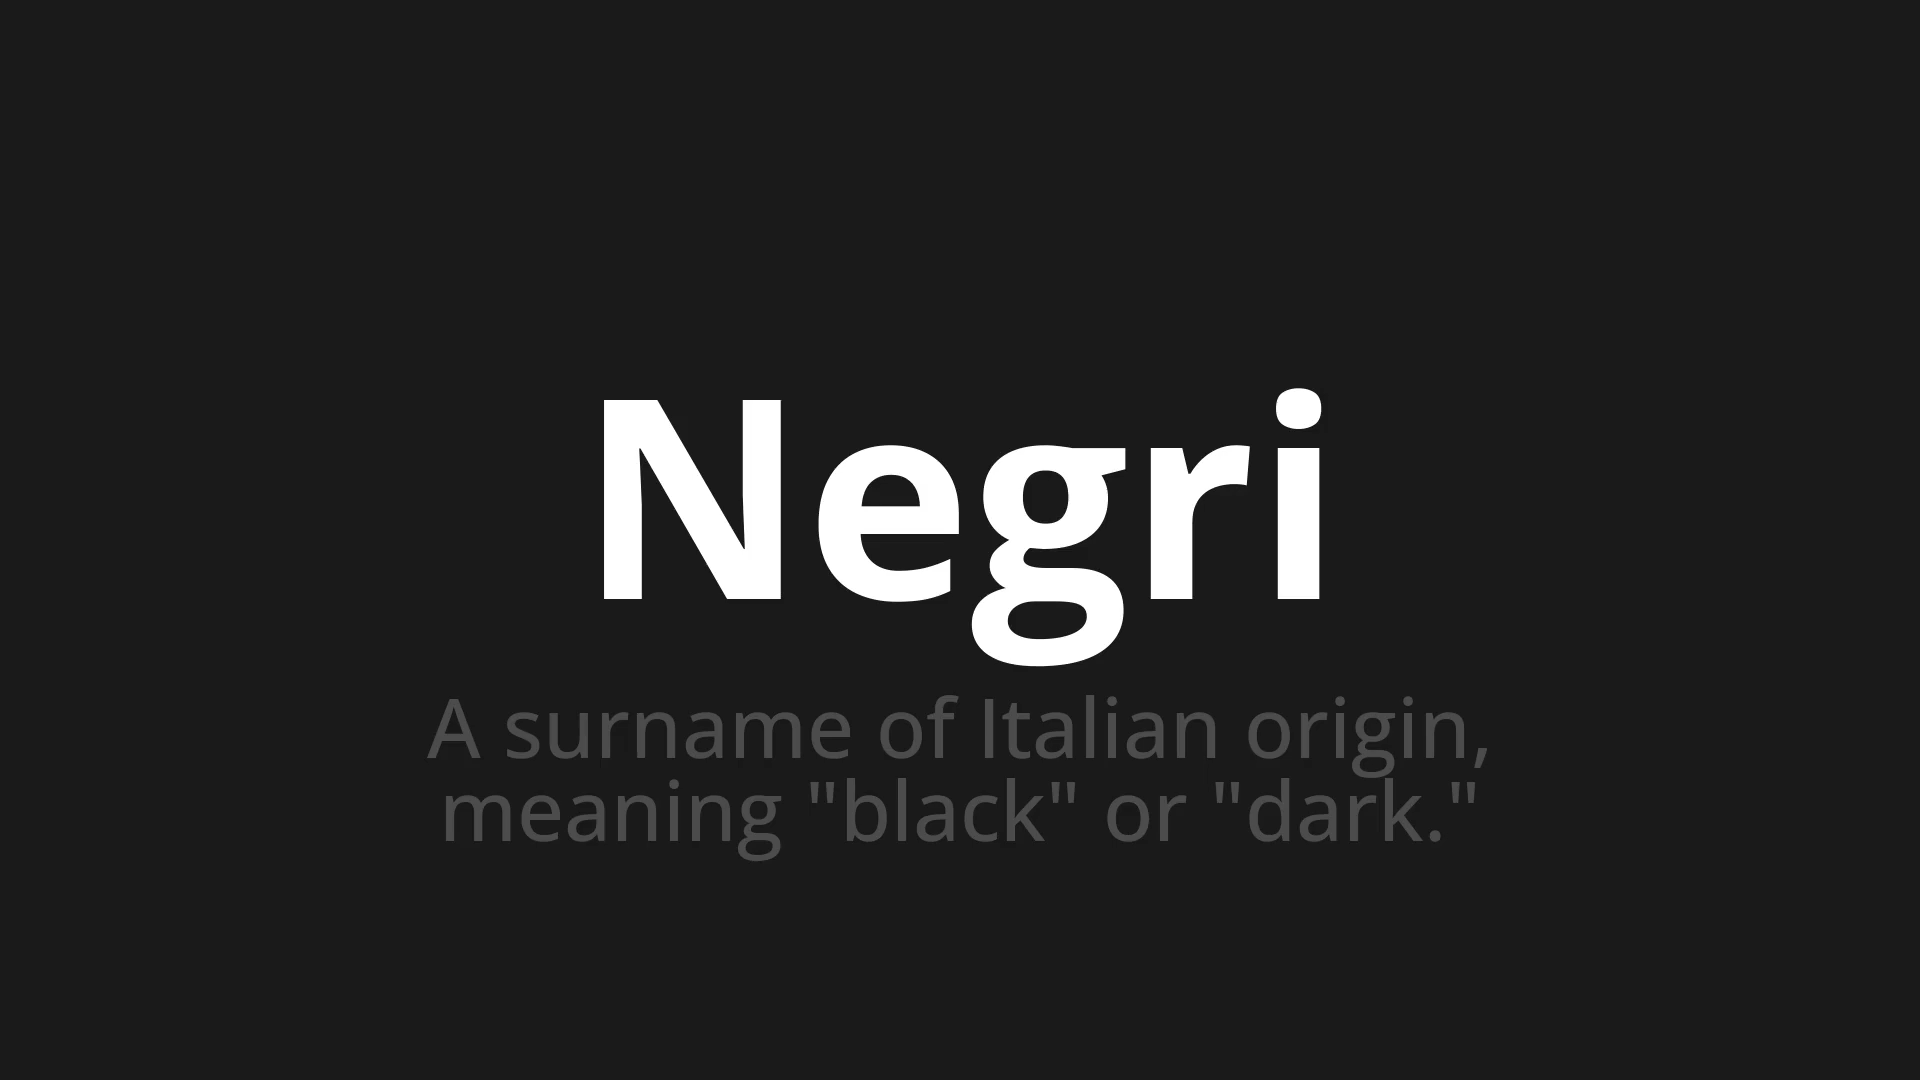 Negri
A surname of Italian origin,
meaning "black" or "dark."